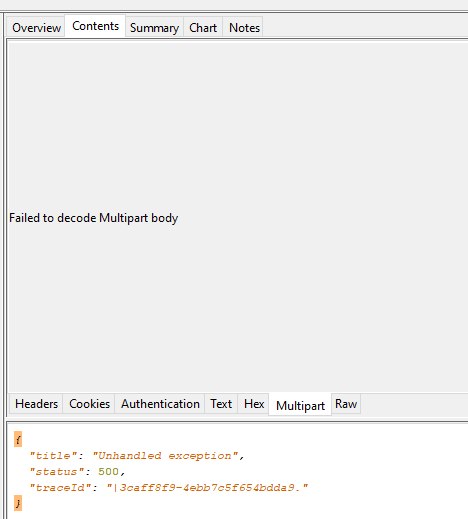 Overview Contents Summary Chart Notes
Failed to decode Multipart body
Headers Cookies Authentication Text Hex Multipart Raw
{
"title": "Unhandled exception",
"status": 500,
"traceId": "|3caff8f9-4ebb7c5f654bdda9."
}